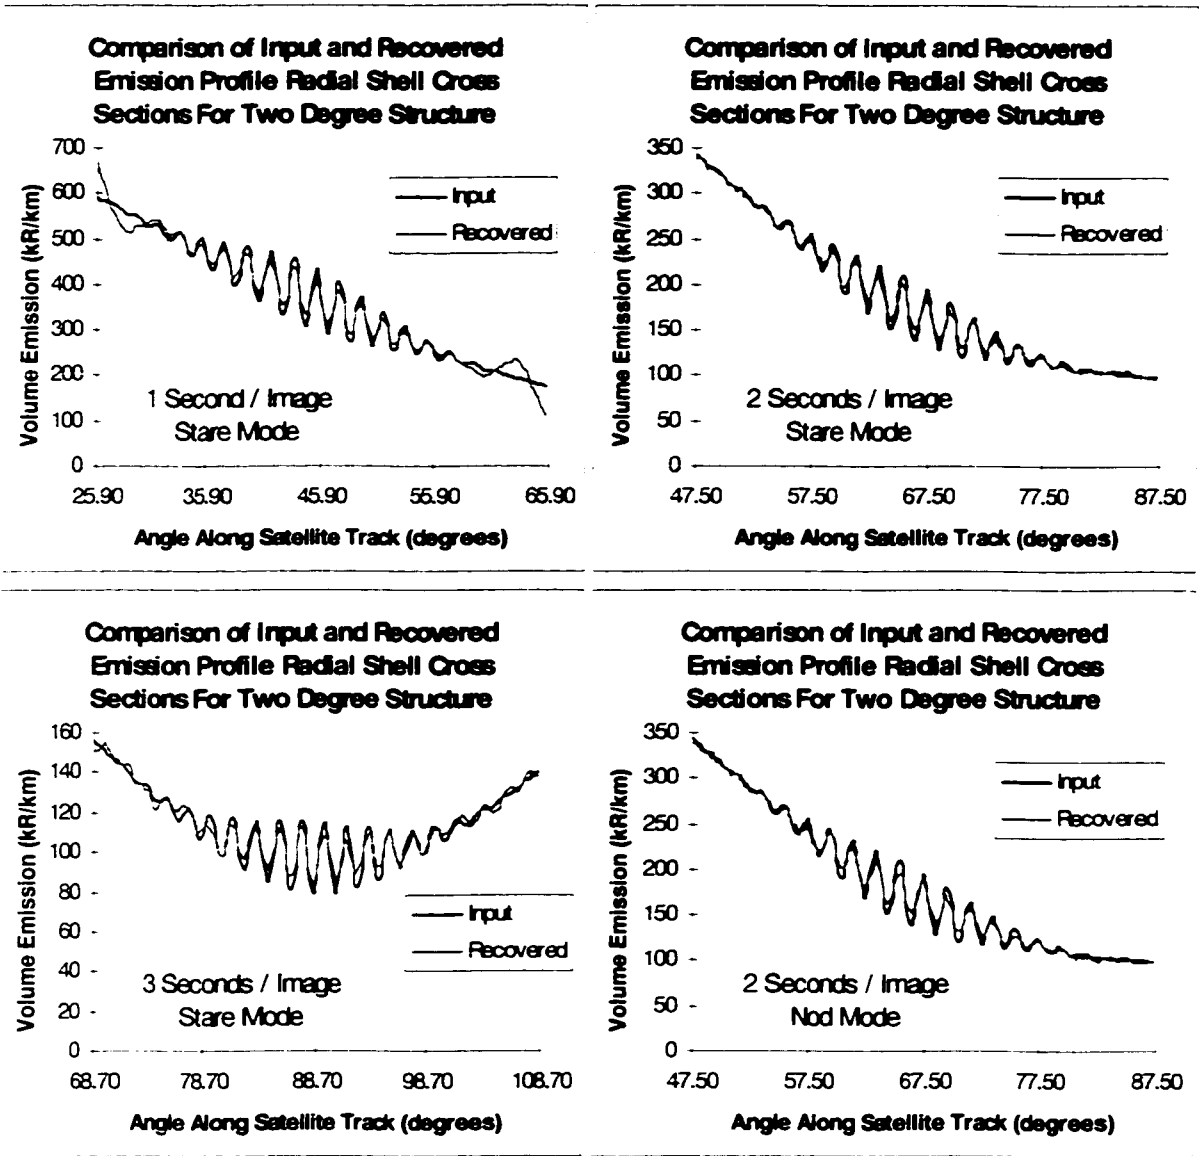 Comparison of Input and Recovered
Emission Profile Radial Shell Cross
Sections For Two Degree Structure
700
600
500
400
300
200
100
0
Volume Emission (kR/km)
Input
Recovered
1 Second / Image
Stare Mode
25.90 35.90 45.90 55.90 65.90
Angle Along Satellite Track (degrees)
Comparison of Input and Recovered
Emission Profile Radial Shell Cross
Sections For Two Degree Structure
350
300
250
200
150
100
50
0
Volume Emission (kR/km)
Input
Recovered
2 Seconds / Image
Stare Mode
47.50 57.50 67.50 77.50 87.50
Angle Along Satellite Track (degrees)
Comparison of Input and Recovered
Emission Profile Radial Shell Cross
Sections For Two Degree Structure
160
140
120
100
80
60
40
20
0
Volume Emission (kR/km)
Input
Recovered
3 Seconds / Image
Stare Mode
68.70 78.70 88.70 98.70 108.70
Angle Along Satellite Track (degrees)
Comparison of Input and Recovered
Emission Profile Radial Shell Cross
Sections For Two Degree Structure
350
300
250
200
150
100
50
0
Volume Emission (kR/km)
Input
Recovered
2 Seconds / Image
Nod Mode
47.50 57.50 67.50 77.50 87.50
Angle Along Satellite Track (degrees)